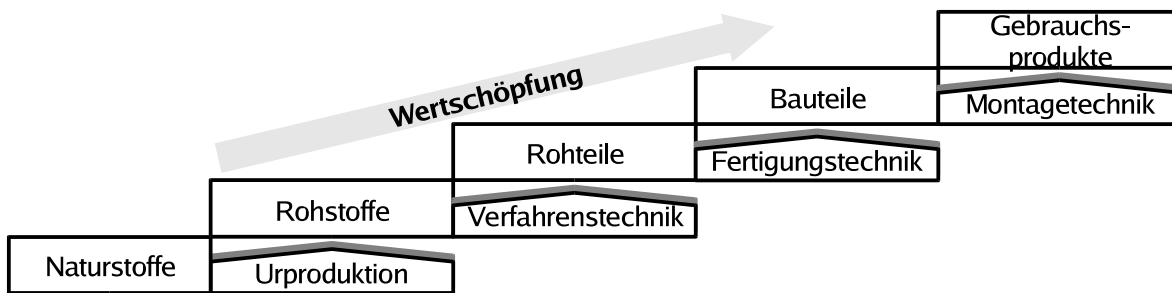 Gebrauchs-
produkte
Wertschöpfung
Bauteile
Montagetechnik
Rohteile
Fertigungstechnik
Rohstoffe
Verfahrenstechnik
Naturstoffe
Urproduktion